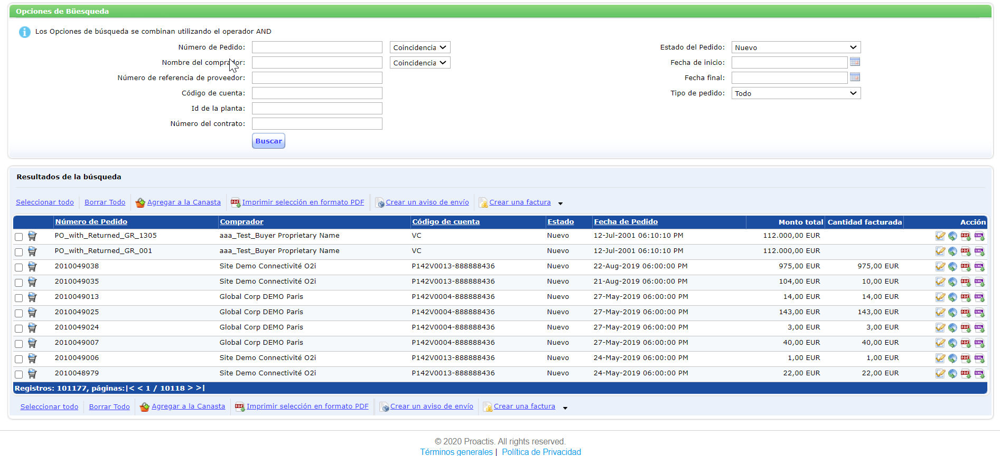 Opciones de Büesqueda
Los Opciones de búsqueda se combinan utilizando el operador AND
Número de Pedido: Coincidencia Estado del Pedido: Nuevo
Nombre del comprador: Coincidencia Fecha de inicio:
Número de referencia de proveedor: Fecha final:
Código de cuenta: Tipo de pedido: Todo
Id de la planta:
Número del contrato:
Buscar
Resultados de la búsqueda
Seleccionar todo Borrar Todo Agregar a la Canasta Imprimir selección en formato PDF Crear un aviso de envío Crear una factura
Número de Pedido Comprador Código de cuenta Estado Fecha de Pedido Monto total Cantidad facturada Acción
PO_with_Returned_GR_1305 aaa_Test_Buyer Proprietary Name VC Nuevo 12-Jul-2001 06:10:10 PM 112.000,00 EUR
PO_with_Returned_GR_001 aaa_Test_Buyer Proprietary Name VC Nuevo 12-Jul-2001 06:10:10 PM 112.000,00 EUR
2010049038 Site Demo Connectivité O2i P142V0013-888888436 Nuevo 22-Aug-2019 06:00:00 PM 975,00 EUR 975,00 EUR
2010049035 Site Demo Connectivité O2i P142V0013-888888436 Nuevo 21-Aug-2019 06:00:00 PM 104,00 EUR 10,00 EUR
2010049013 Global Corp DEMO Paris P142V0004-888888436 Nuevo 27-May-2019 06:00:00 PM 14,00 EUR 14,00 EUR
2010049025 Global Corp DEMO Paris P142V0004-888888436 Nuevo 27-May-2019 06:00:00 PM 143,00 EUR 143,00 EUR
2010049024 Global Corp DEMO Paris P142V0004-888888436 Nuevo 27-May-2019 06:00:00 PM 3,00 EUR 3,00 EUR
2010049007 Global Corp DEMO Paris P142V0004-888888436 Nuevo 27-May-2019 06:00:00 PM 40,00 EUR 40,00 EUR
2010049006 Site Demo Connectivité O2i P142V0013-888888436 Nuevo 24-May-2019 06:00:00 PM 1,00 EUR 1,00 EUR
2010048979 Site Demo Connectivité O2i P142V0013-888888436 Nuevo 24-May-2019 06:00:00 PM 22,00 EUR 22,00 EUR
Registros: 101177, páginas:|< < 1 / 10118 > >|
Seleccionar todo Borrar Todo Agregar a la Canasta Imprimir selección en formato PDF Crear un aviso de envío Crear una factura
© 2020 Proactis. All rights reserved.
Términos generales | Política de Privacidad